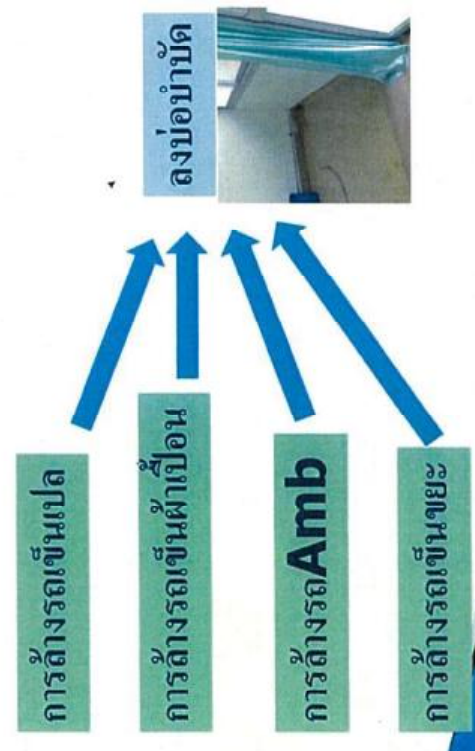 การล้างรถเข็นเปล
การล้างรถเข็นผ้าเปื้อน
การล้างรถAmb
การล้างรถเข็นขยะ
ลงบ่อบำบัด